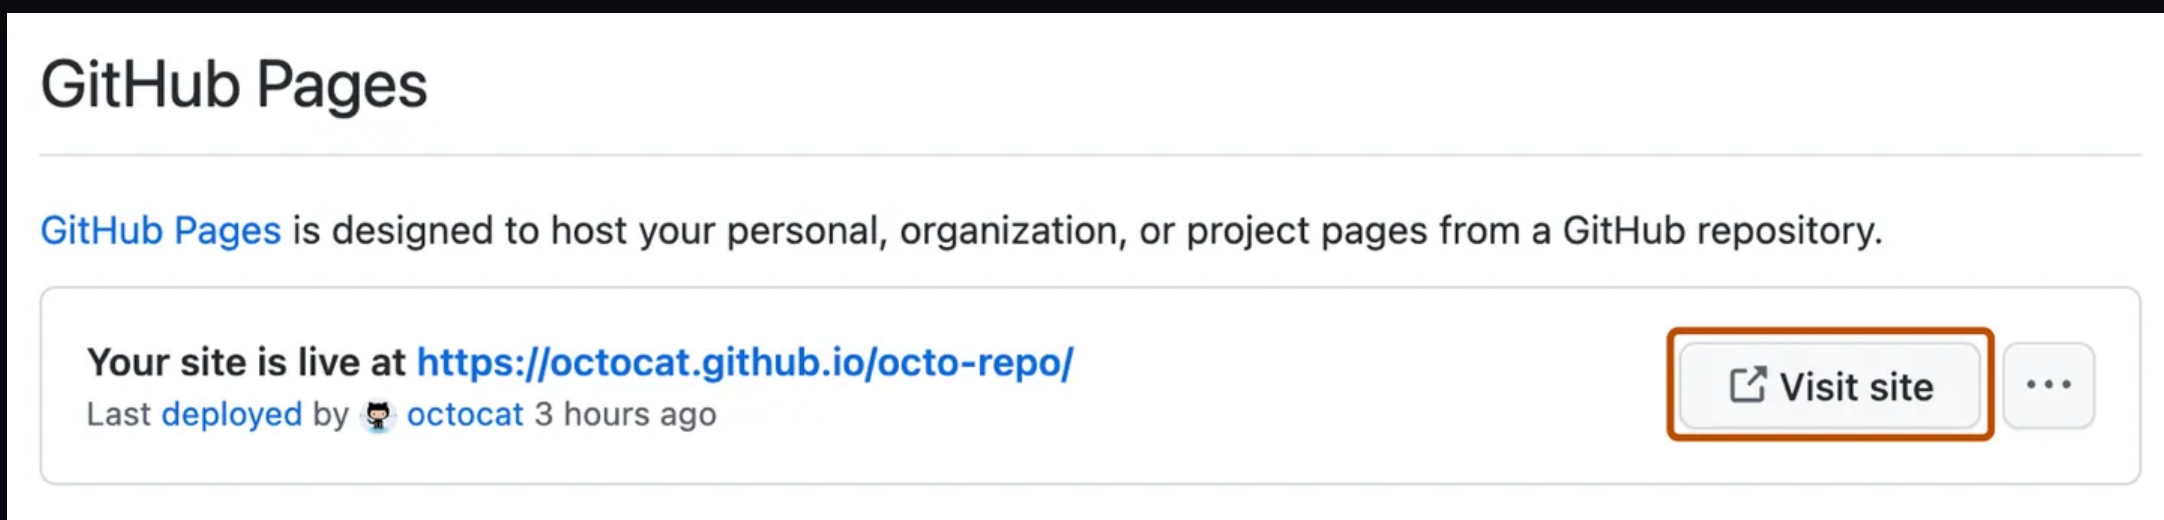 GitHub Pages
GitHub Pages is designed to host your personal, organization, or project pages from a GitHub repository.
Your site is live at https://octocat.github.io/octo-repo/
Last deployed by octocat 3 hours ago
Visit site